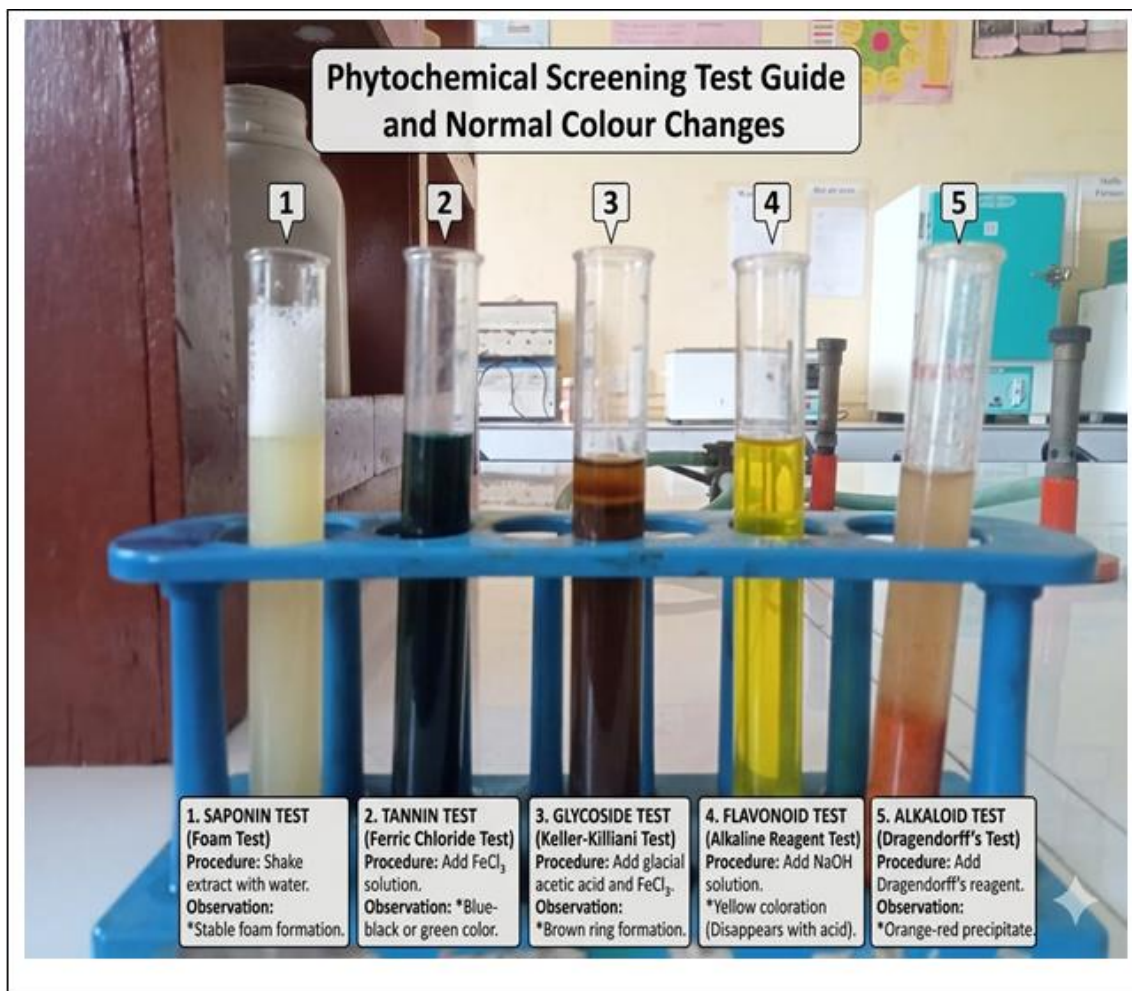 Phytochemical Screening Test Guide
and Normal Colour Changes
1
2
3
4
5
1. SAPONIN TEST
(Foam Test)
Procedure: Shake
extract with water.
Observation:
*Stable foam formation.
2. TANNIN TEST
(Ferric Chloride Test)
Procedure: Add FeCl₃
solution.
Observation: *Blue-
black or green color.
3. GLYCOSIDE TEST
(Keller-Killiani Test)
Procedure: Add glacial
acetic acid and FeCl₃.
Observation:
*Brown ring formation.
4. FLAVONOID TEST
(Alkaline Reagent Test)
Procedure: Add NaOH
solution.
*Yellow coloration
(Disappears with acid).
5. ALKALOID TEST
(Dragendorff's Test)
Procedure: Add
Dragendorff's reagent.
Observation:
*Orange-red precipitate.